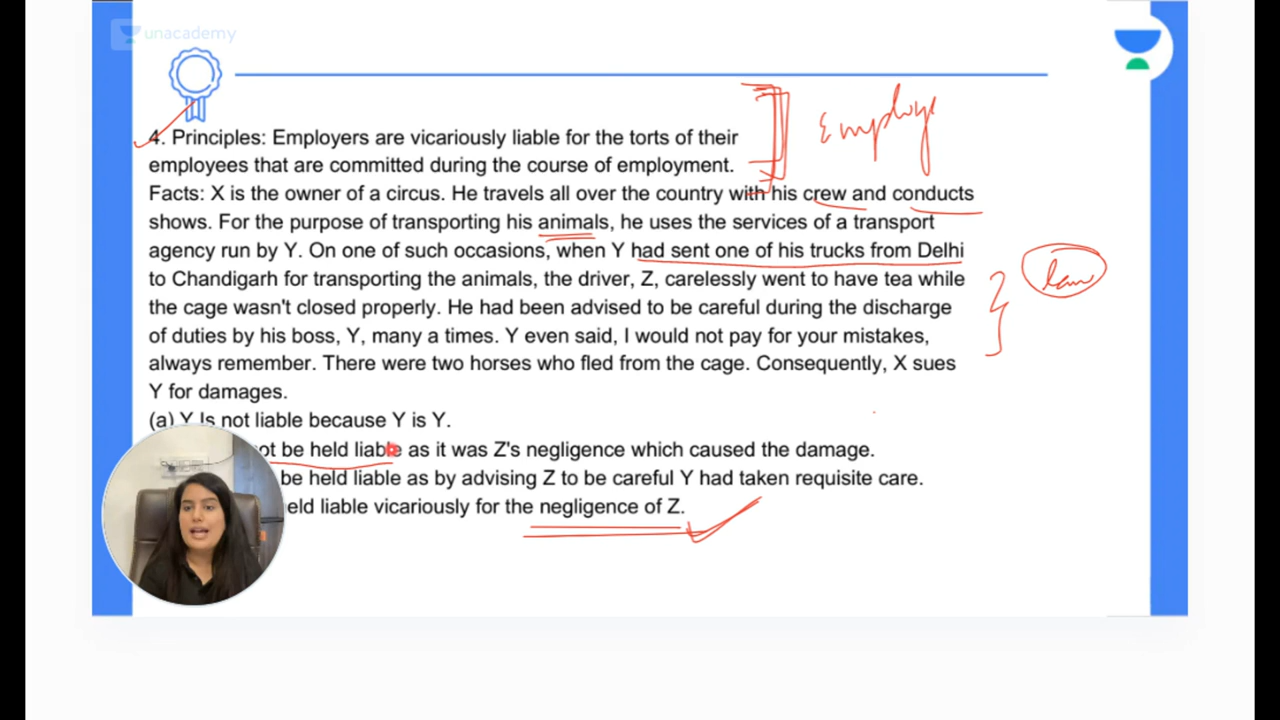 unacademy
4. Principles: Employers are vicariously liable for the torts of their
employees that are committed during the course of employment.
Employe
Facts: X is the owner of a circus. He travels all over the country with his crew and conducts
shows. For the purpose of transporting his animals, he uses the services of a transport
agency run by Y. On one of such occasions, when Y had sent one of his trucks from Delhi
to Chandigarh for transporting the animals, the driver, Z, carelessly went to have tea while
the cage wasn't closed properly. He had been advised to be careful during the discharge
of duties by his boss, Y, many a times. Y even said, I would not pay for your mistakes,
always remember. There were two horses who fled from the cage. Consequently, X sues
Y for damages.
(a) Y Is not liable because Y is Y.
be held liable as it was Z's negligence which caused the damage.
be held liable as by advising Z to be careful Y had taken requisite care.
liable vicariously for the negligence of Z.